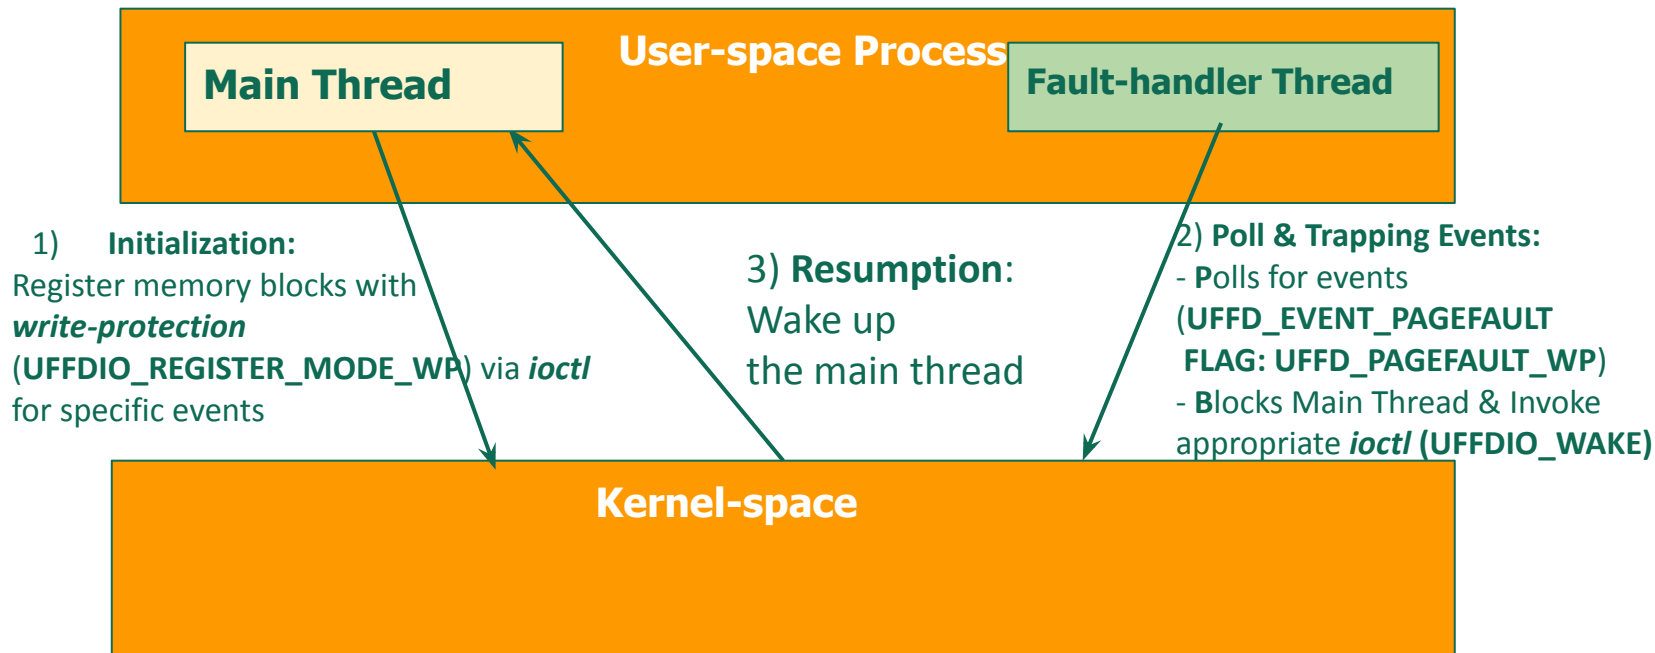 User-space Process
Main Thread
Fault-handler Thread
1) Initialization:
Register memory blocks with
write-protection
(UFFDIO_REGISTER_MODE_WP) via ioctl
for specific events
3) Resumption:
Wake up
the main thread
2) Poll & Trapping Events:
- Polls for events
(UFFD_EVENT_PAGEFAULT
FLAG: UFFD_PAGEFAULT_WP)
- Blocks Main Thread & Invoke
appropriate ioctl (UFFDIO_WAKE)
Kernel-space